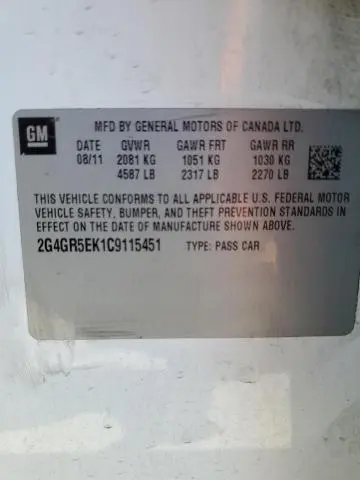 GM
MFD BY GENERAL MOTORS OF CANADA LTD.
DATE GVWR GAWR FRT GAWR RR
08/11 2081 KG 1051 KG 1030 KG
4587 LB 2317 LB 2270 LB
THIS VEHICLE CONFORMS TO ALL APPLICABLE U.S. FEDERAL MOTOR
VEHICLE SAFETY, BUMPER, AND THEFT PREVENTION STANDARDS IN
EFFECT ON THE DATE OF MANUFACTURE SHOWN ABOVE.
2G4GR5EK1C9115451 TYPE: PASS CAR